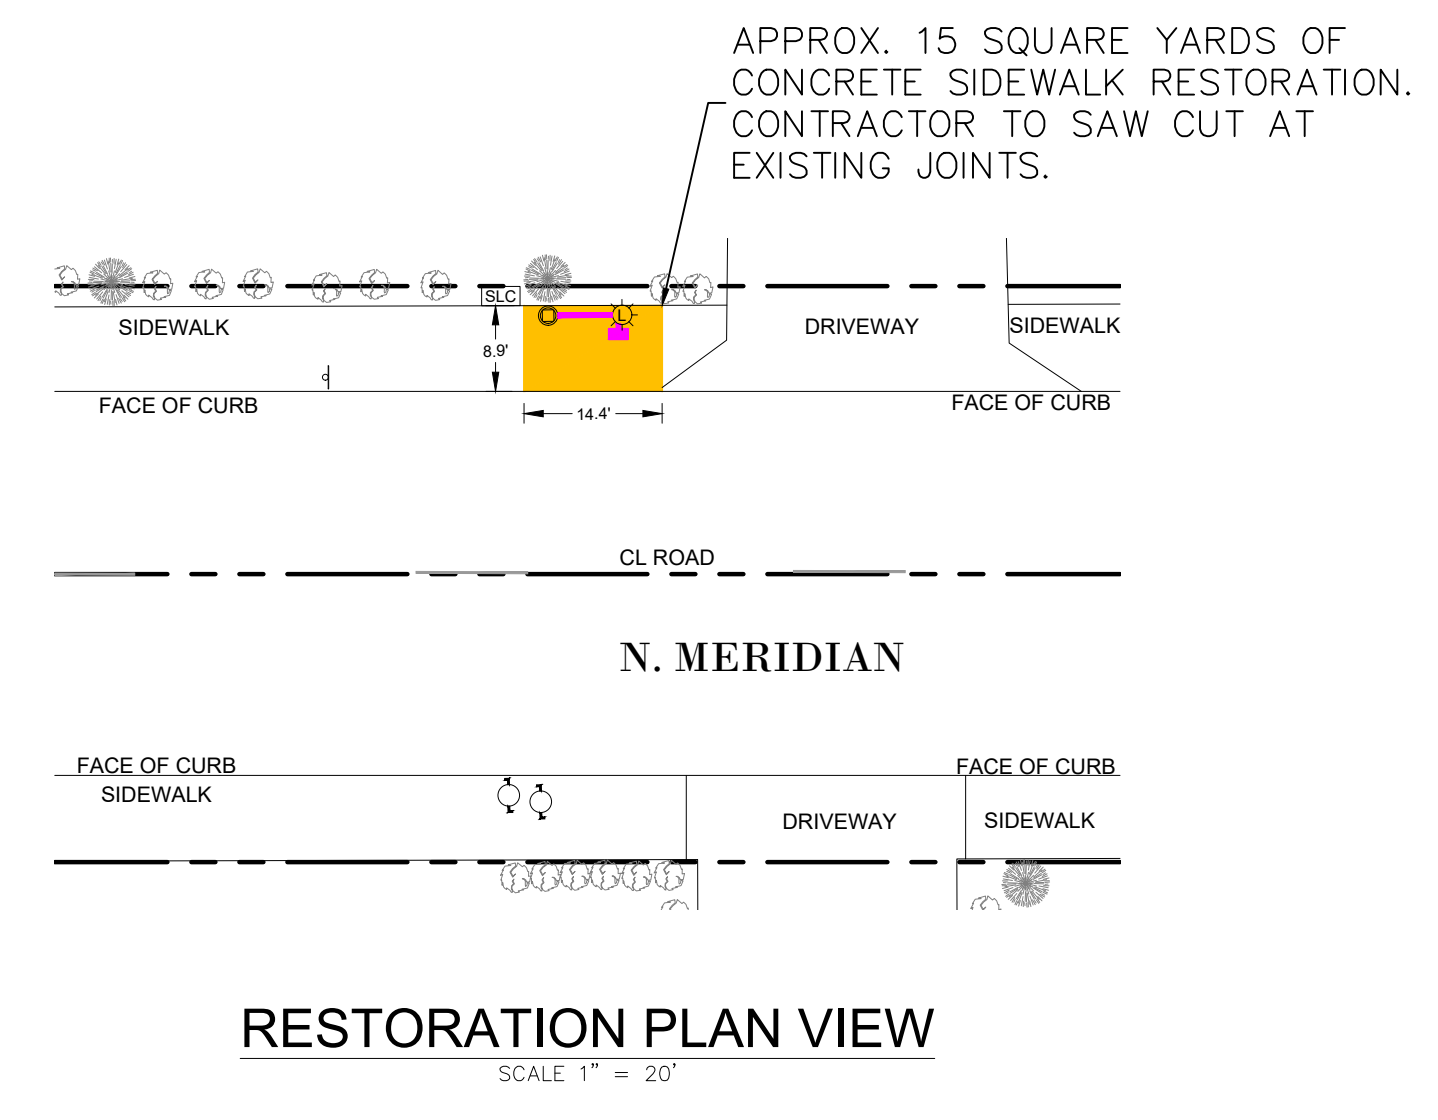 APPROX. 15 SQUARE YARDS OF
CONCRETE SIDEWALK RESTORATION.
CONTRACTOR TO SAW CUT AT
EXISTING JOINTS.
SLC
L
SIDEWALK
DRIVEWAY
SIDEWALK
8.9'
FACE OF CURB
14.4'
FACE OF CURB
CL ROAD
N. MERIDIAN
FACE OF CURB
SIDEWALK
FACE OF CURB
DRIVEWAY
SIDEWALK
RESTORATION PLAN VIEW
SCALE 1" = 20'